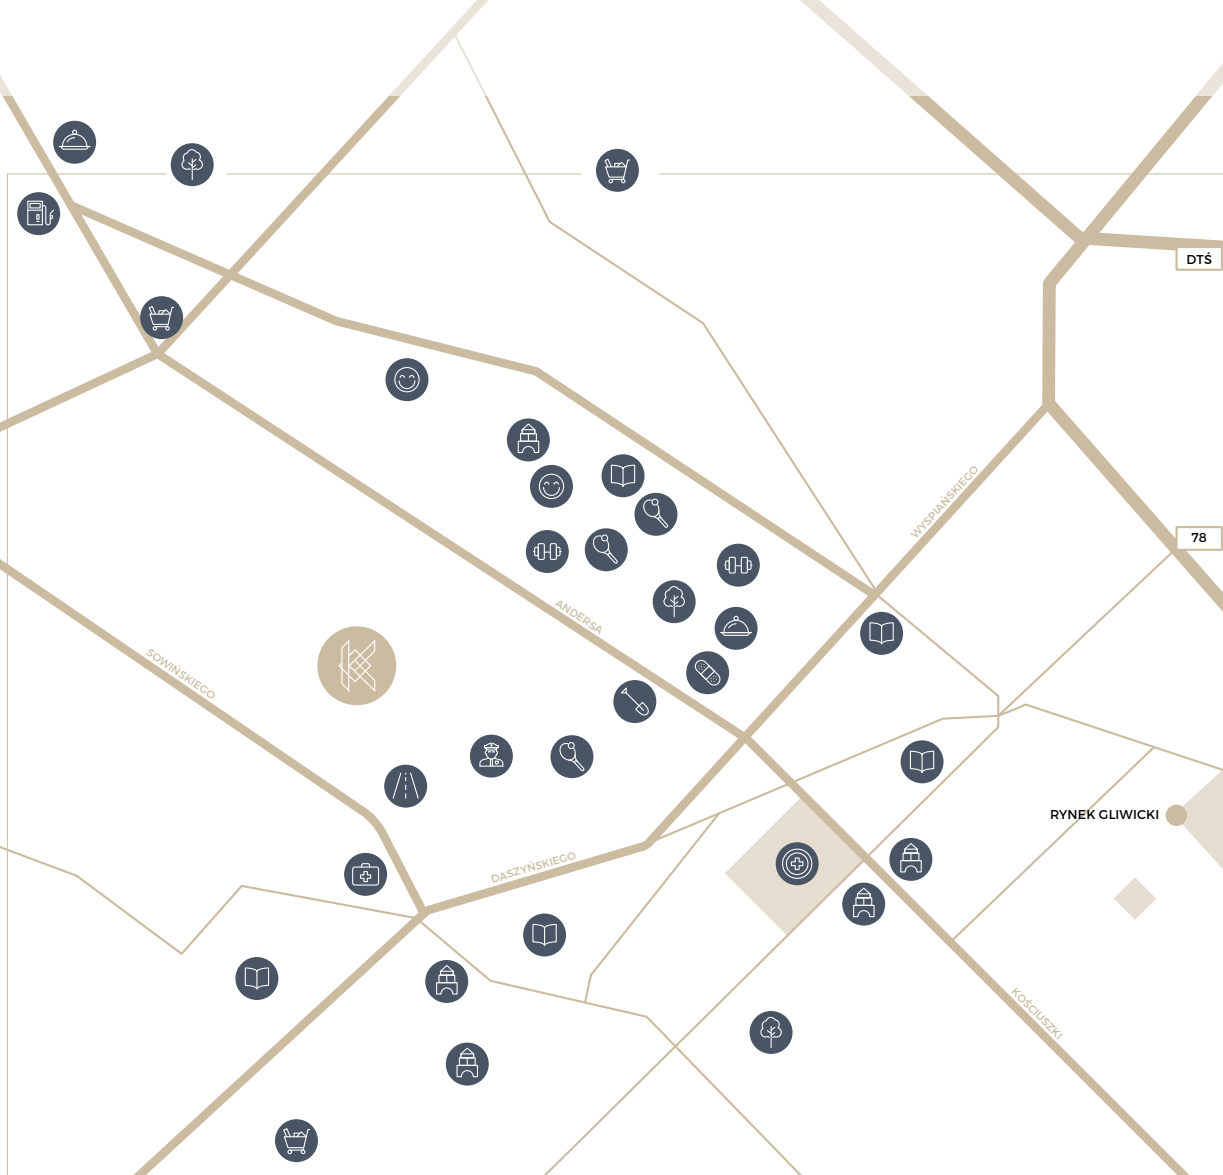 DTŚ
WYSPIAŃSKIEGO
78
ANDERSA
SOWIŃSKIEGO
RYNEK GLIWICKI
DASZYŃSKIEGO
KOŚCIUSZKI